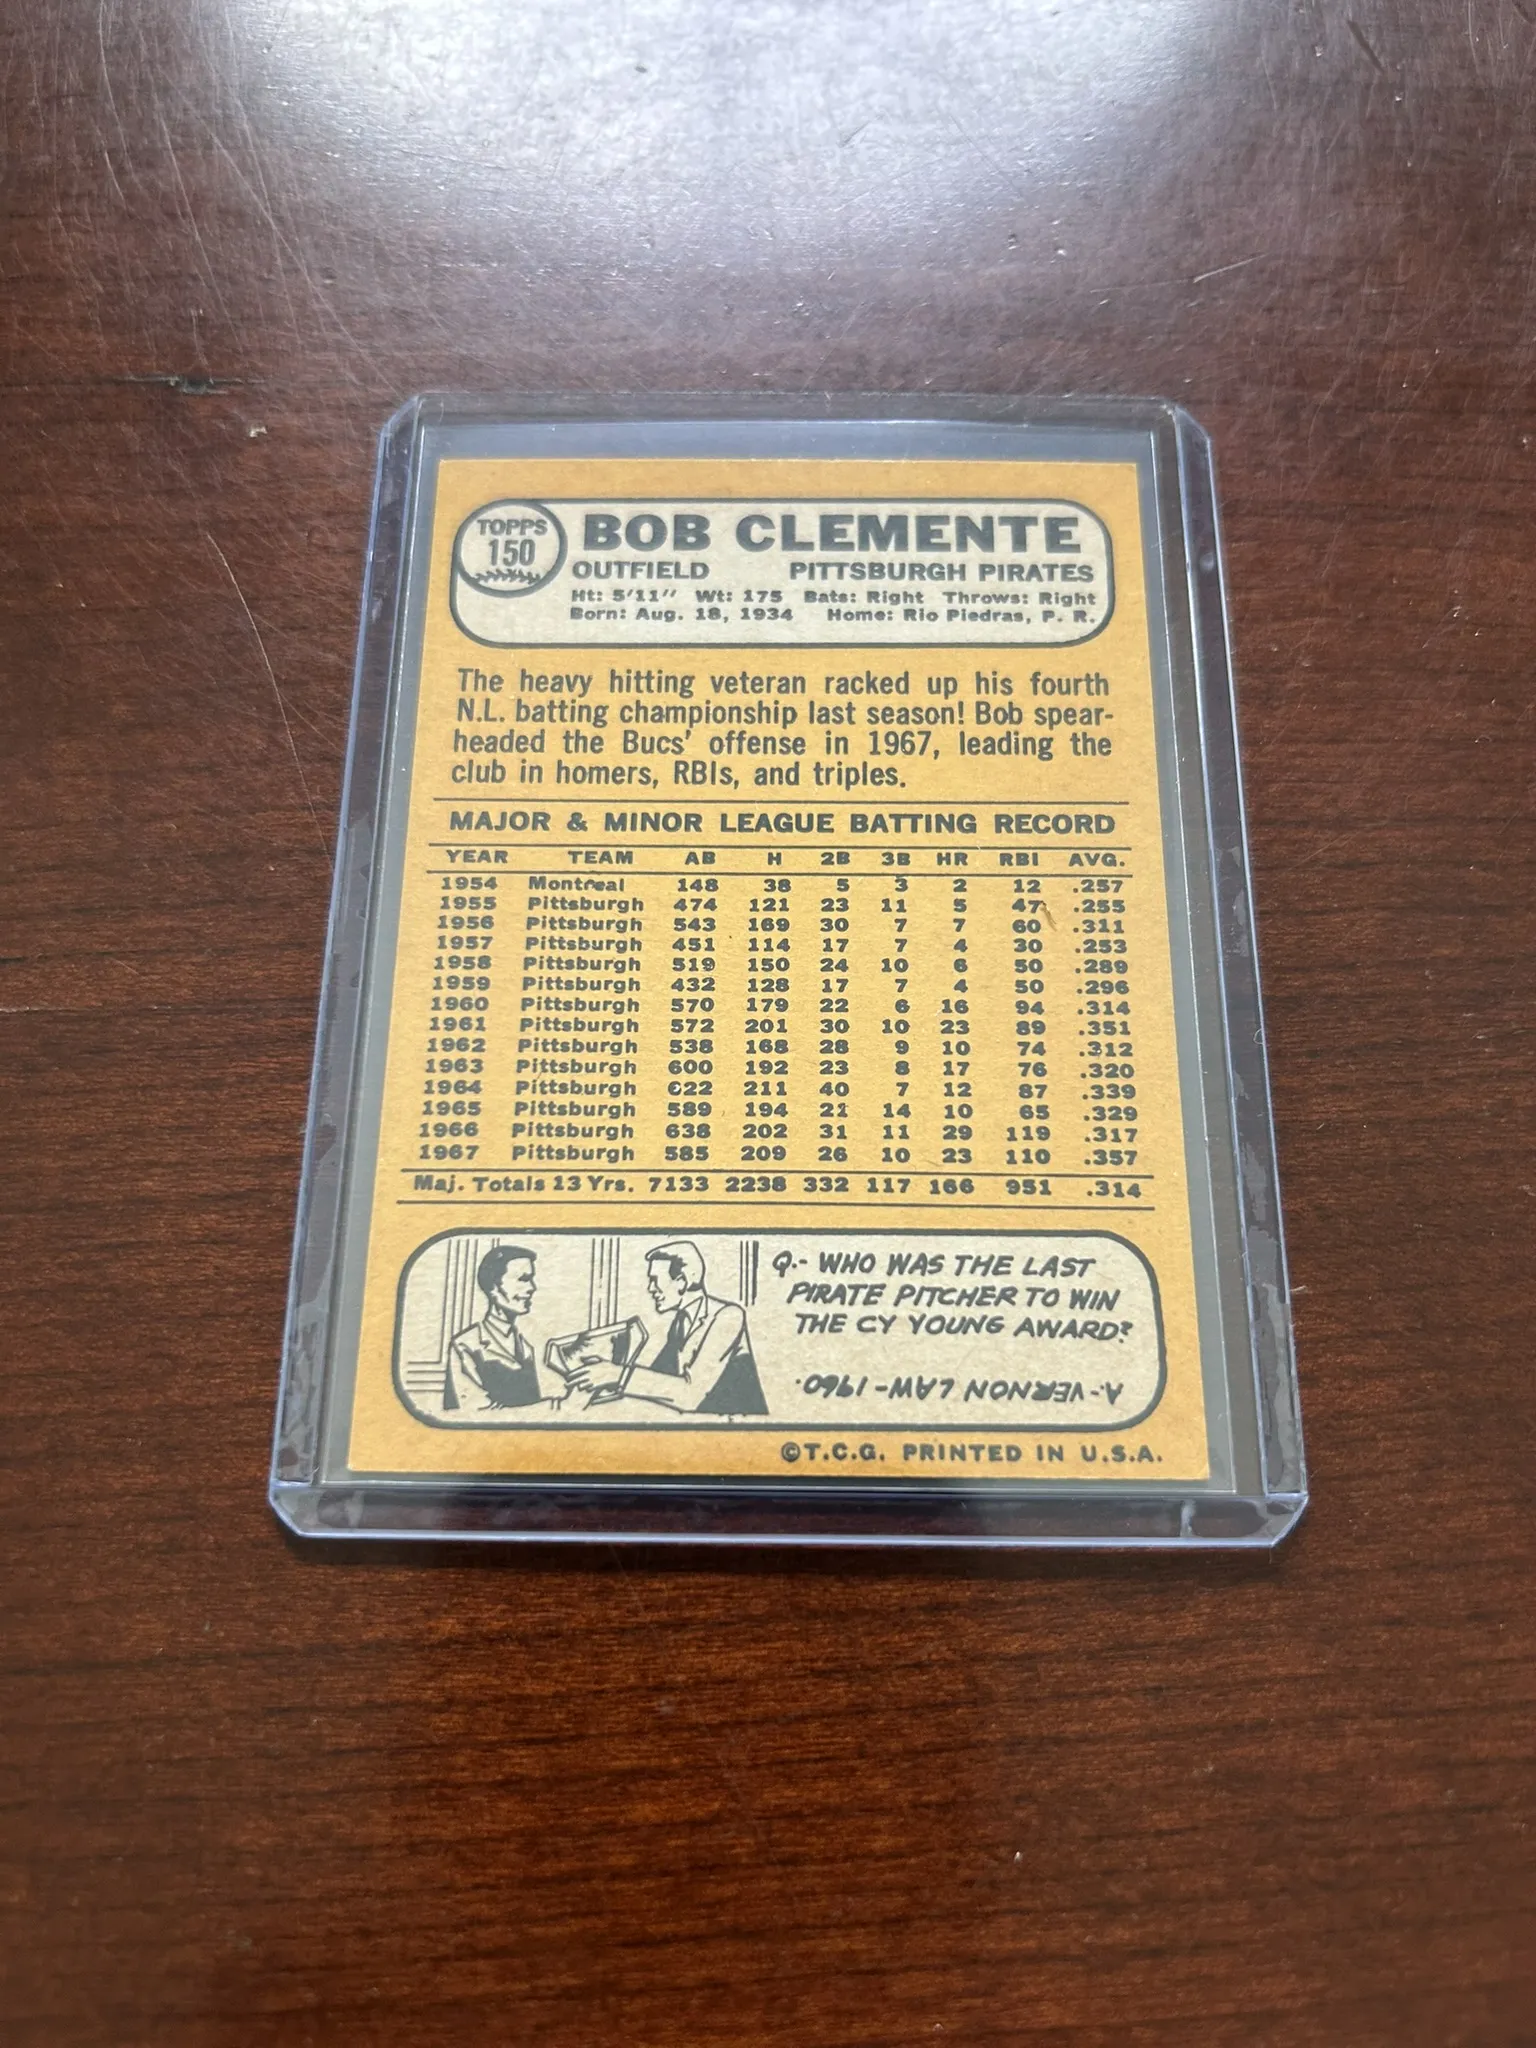 TOPPS
150
BOB CLEMENTE
OUTFIELD PITTSBURGH PIRATES
Ht: 5'11" Wt: 175 Bats: Right Throws: Right
Born: Aug. 18, 1934 Home: Rio Piedras, P. R.
The heavy hitting veteran racked up his fourth
N.L. batting championship last season! Bob spear-
headed the Bucs' offense in 1967, leading the
club in homers, RBIs, and triples.
MAJOR & MINOR LEAGUE BATTING RECORD
YEAR TEAM AB H 2B 3B HR RBI AVG.
1954 Montreal 148 38 5 3 2 12 .257
1955 Pittsburgh 474 121 23 11 5 47 .255
1956 Pittsburgh 543 169 30 7 7 60 .311
1957 Pittsburgh 451 114 17 7 4 30 .253
1958 Pittsburgh 519 150 24 10 6 50 .289
1959 Pittsburgh 432 128 17 7 4 50 .296
1960 Pittsburgh 570 179 22 6 16 94 .314
1961 Pittsburgh 572 201 30 10 23 89 .351
1962 Pittsburgh 538 168 28 9 10 74 .312
1963 Pittsburgh 600 192 23 8 17 76 .320
1964 Pittsburgh 622 211 40 7 12 87 .339
1965 Pittsburgh 589 194 21 14 10 65 .329
1966 Pittsburgh 638 202 31 11 29 119 .317
1967 Pittsburgh 585 209 26 10 23 110 .357
Maj. Totals 13 Yrs. 7133 2238 332 117 166 951 .314
Q.- WHO WAS THE LAST
PIRATE PITCHER TO WIN
THE CY YOUNG AWARD?
A.- VERNON LAW - 1960.
©T.C.G. PRINTED IN U.S.A.